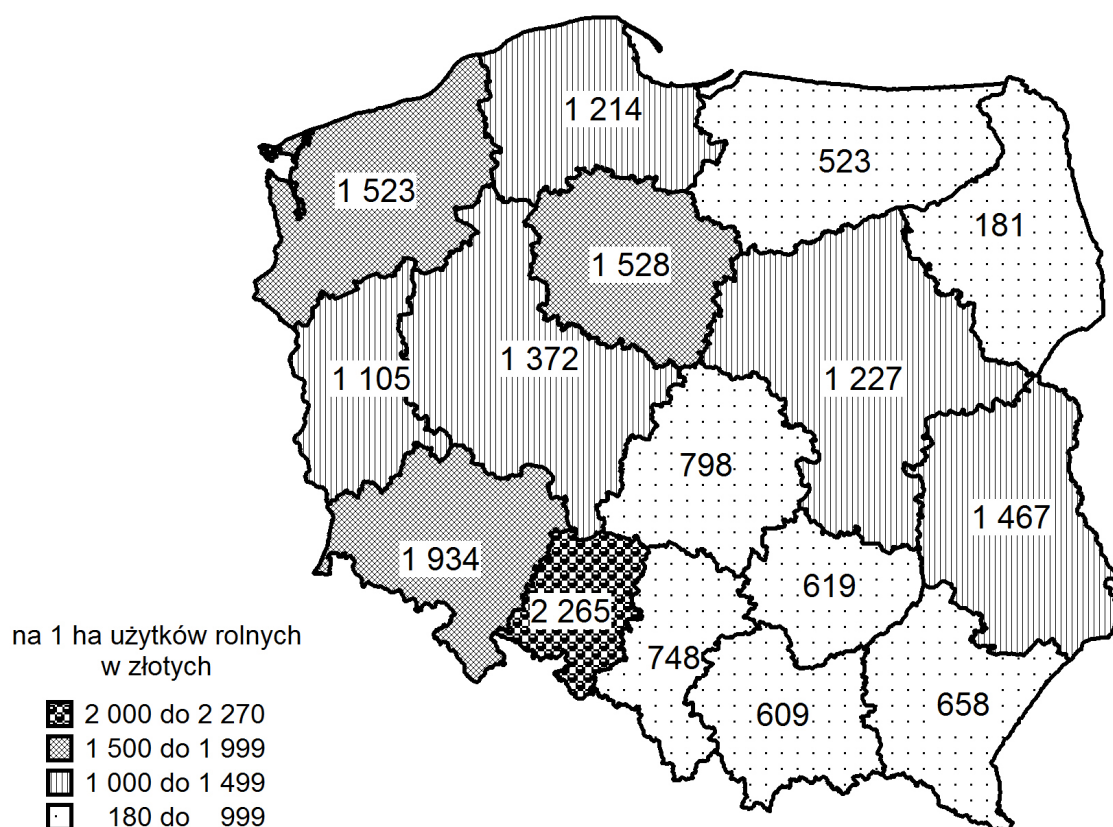 1 214
523
1 523
181
1 528
1 372
1 105
1 227
798
1 467
1 934
619
2 265
748
658
609
na 1 ha użytków rolnych
w złotych
2 000 do 2 270
1 500 do 1 999
1 000 do 1 499
180 do 999